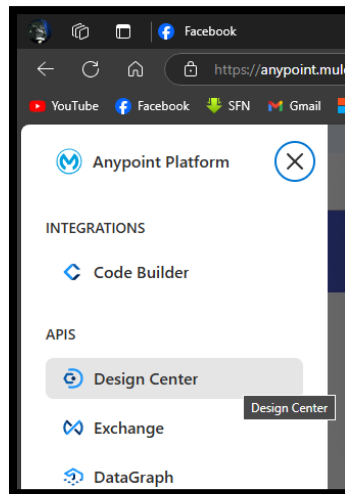 Facebook
https://anypoint.mul
YouTube Facebook SFN Gmail
Anypoint Platform
INTEGRATIONS
Code Builder
APIS
Design Center
Design Center
Exchange
DataGraph